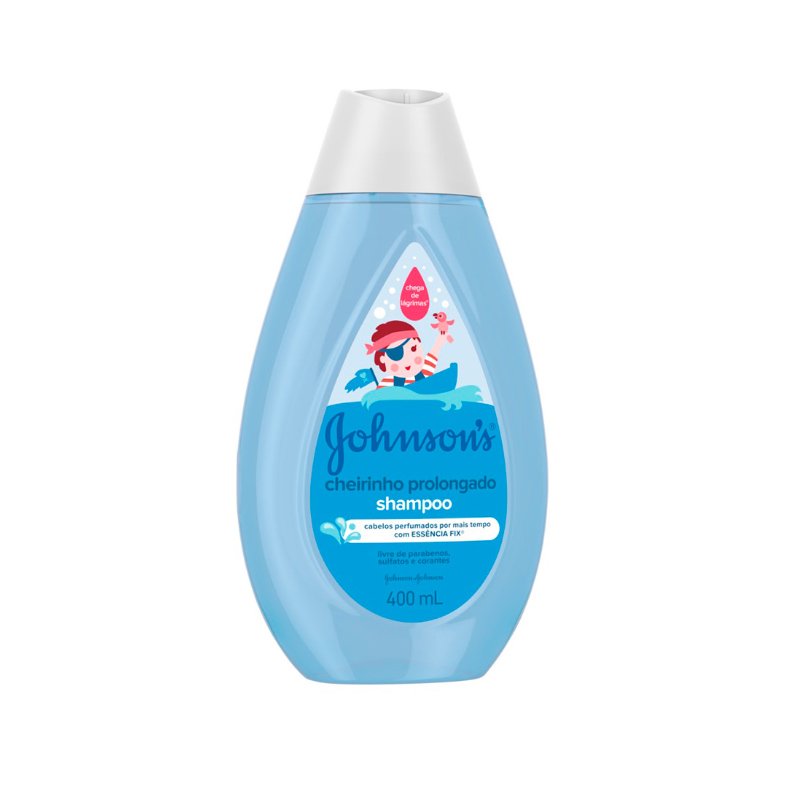 chega
de
lágrimas*
Johnson's®
cheirinho prolongado
shampoo
cabelos perfumados por mais tempo
com ESSÊNCIA FIX²
livre de parabenos,
sulfatos e corantes
Johnson & Johnson
400 mL